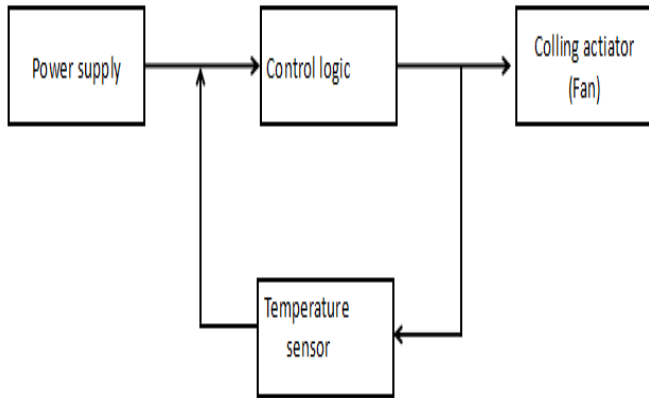 Power supply
Control logic
Colling actiator
(Fan)
Temperature
sensor